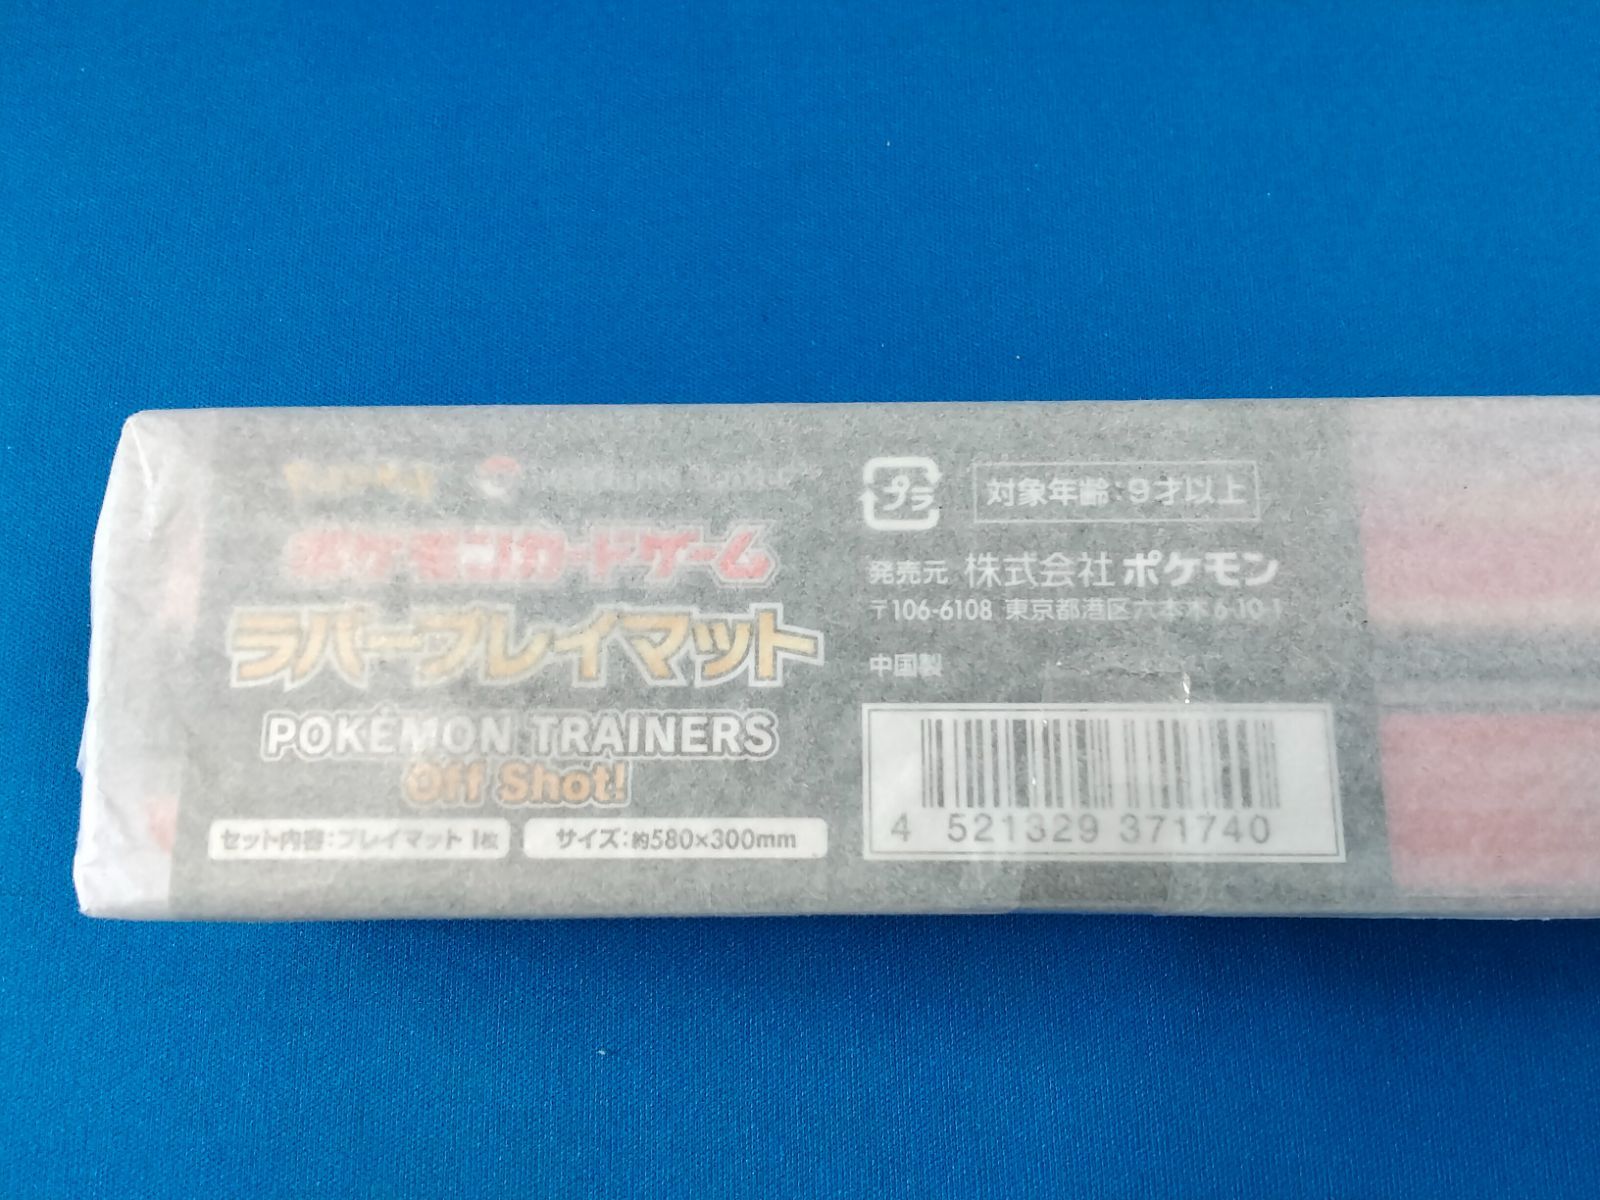 ポケモンカードゲーム
ラバープレイマット
POKÉMON TRAINERS
Off Shot!
セット内容:プレイマット 1枚
サイズ:約580×300mm
プラ
対象年齢:9才以上
発売元 株式会社ポケモン
〒106-6108 東京都港区六本木6-10-1
中国製
4 521329 371740